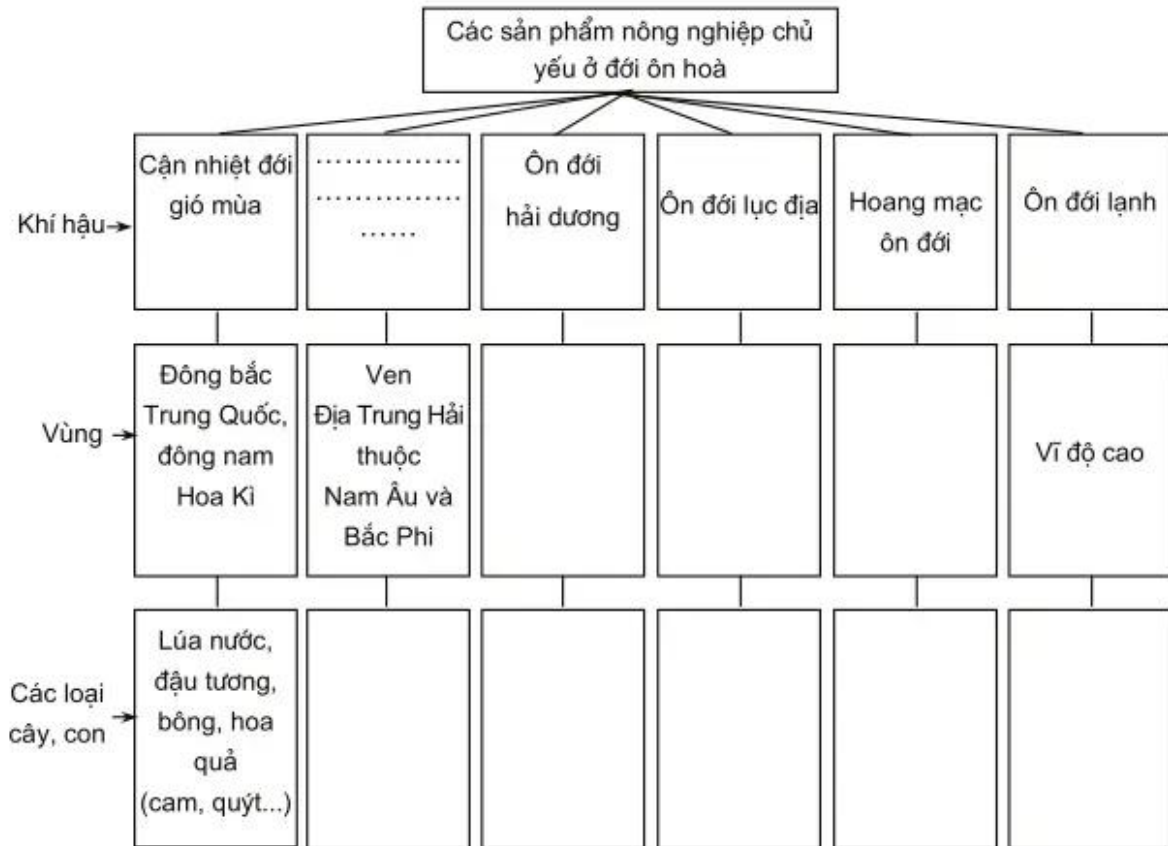 Các sản phẩm nông nghiệp chủ
yếu ở đới ôn hoà
Khí hậu
Cận nhiệt đới
gió mùa
..................
..................
......
Ôn đới
hải dương
Ôn đới lục địa
Hoang mạc
ôn đới
Ôn đới lạnh
Vùng
Đông bắc
Trung Quốc,
đông nam
Hoa Kì
Ven
Địa Trung Hải
thuộc
Nam Âu và
Bắc Phi
Vĩ độ cao
Các loại
cây, con
Lúa nước,
đậu tương,
bông, hoa
quả
(cam, quýt...)